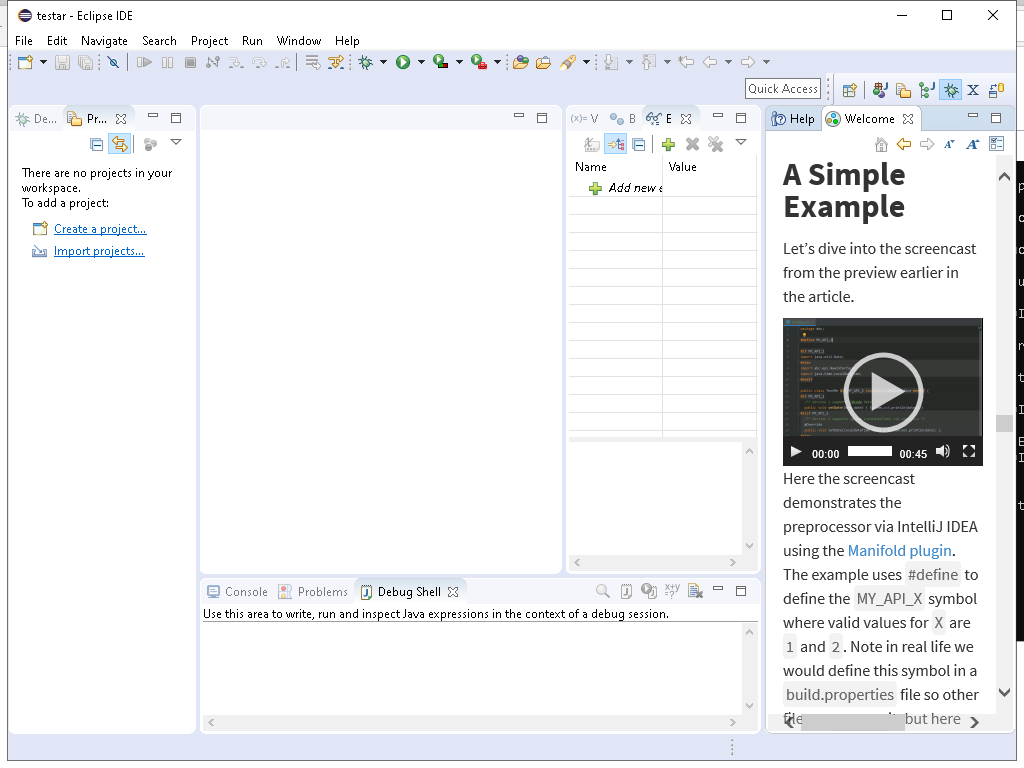 testar - Eclipse IDE
File Edit Navigate Search Project Run Window Help
Quick Access
De... Pr...
There are no projects in your
workspace.
To add a project:
Create a project...
Import projects...
(x)= V B E
Name Value
Add new e
Console Problems Debug Shell
Use this area to write, run and inspect Java expressions in the context of a debug session.
Help Welcome
A Simple
Example
Let's dive into the screencast
from the preview earlier in
the article.
00:00 00:45
Here the screencast
demonstrates the
preprocessor via IntelliJ IDEA
using the Manifold plugin.
The example uses #define to
define the MY_API_X symbol
where valid values for X are
1 and 2. Note in real life we
would define this symbol in a
build.properties file so other
but here